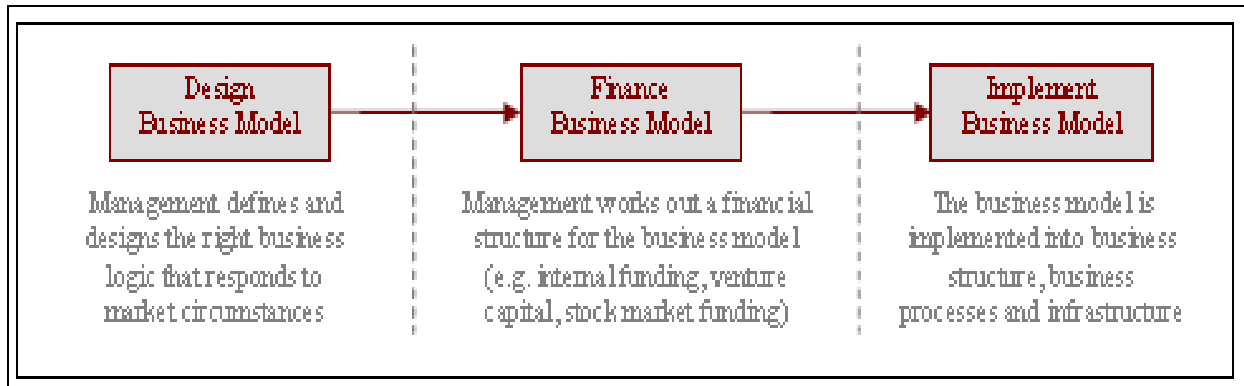 Design
Business Model
Finance
Business Model
Implement
Business Model
Management defines and
designs the right business
logic that responds to
market circumstances
Management works out a financial
structure for the business model
(e.g. internal funding, venture
capital, stock market funding)
The business model is
implemented into business
structure, business
processes and infrastructure